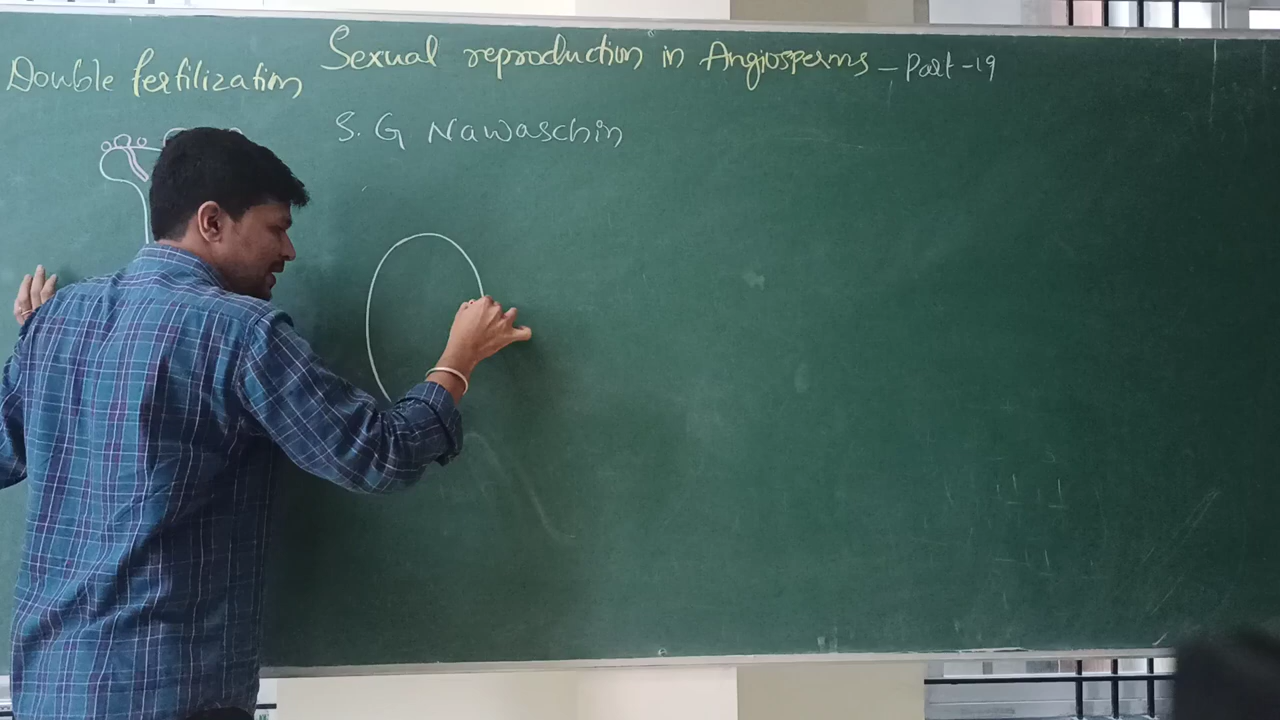 Sexual reproduction in Angiosperms - Part-19
Double fertilization
S. G Nawaschin